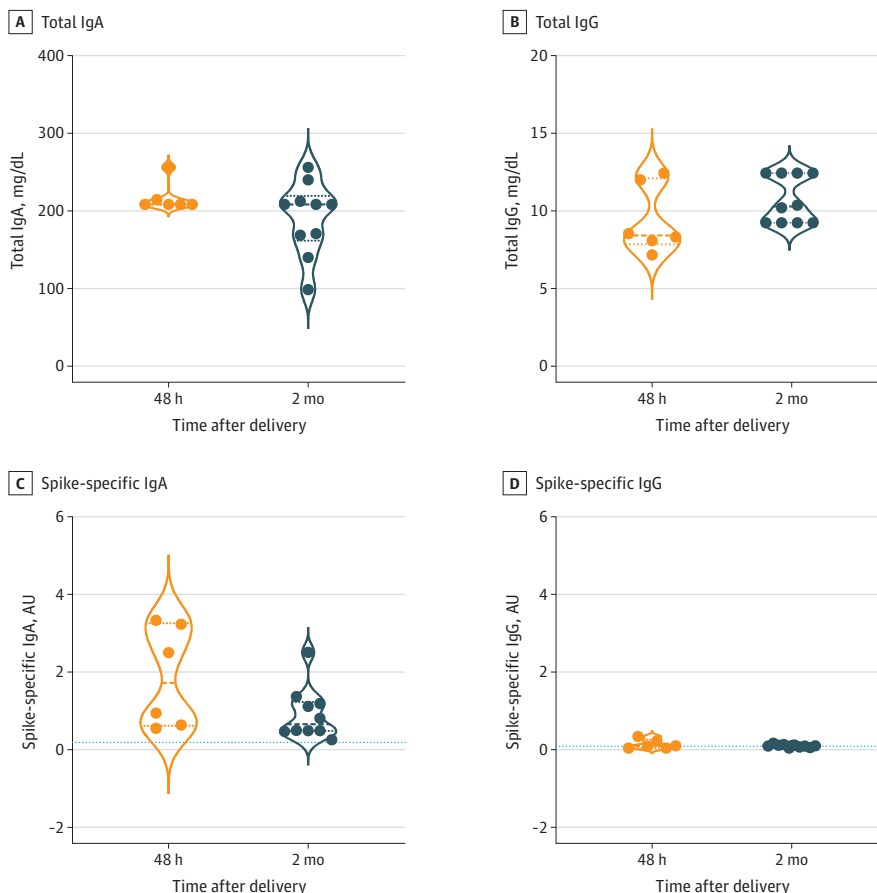 A Total IgA
400
300
200
100
0
Total IgA, mg/dL
48 h 2 mo
Time after delivery
B Total IgG
20
15
10
5
0
Total IgG, mg/dL
48 h 2 mo
Time after delivery
C Spike-specific IgA
6
4
2
0
-2
Spike-specific IgA, AU
48 h 2 mo
Time after delivery
D Spike-specific IgG
6
4
2
0
-2
Spike-specific IgG, AU
48 h 2 mo
Time after delivery